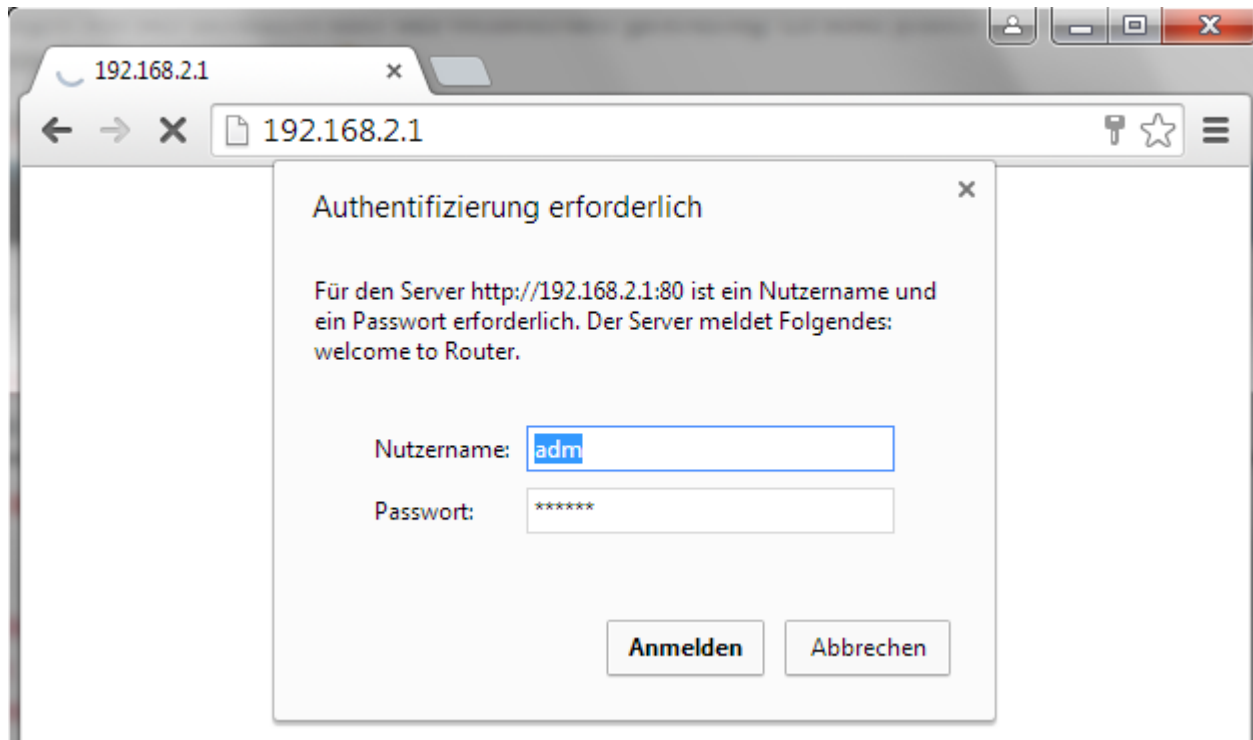 192.168.2.1
192.168.2.1
Authentifizierung erforderlich
Für den Server http://192.168.2.1:80 ist ein Nutzername und
ein Passwort erforderlich. Der Server meldet Folgendes:
welcome to Router.
Nutzername: adm
Passwort: ******
Anmelden Abbrechen